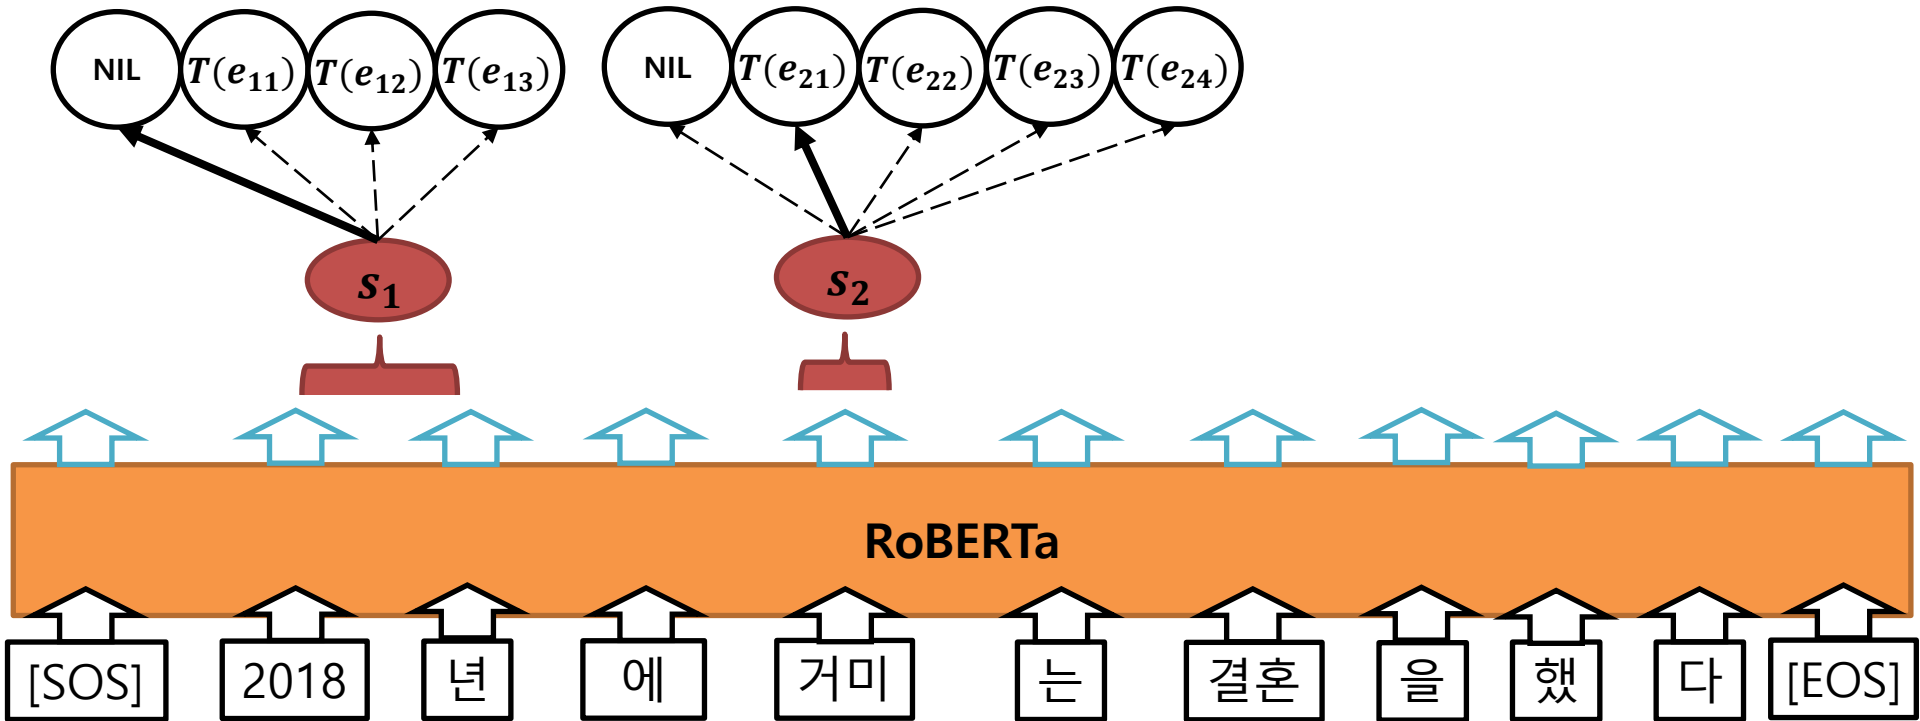 NIL T(e₁₁) T(e₁₂) T(e₁₃) NIL T(e₂₁) T(e₂₂) T(e₂₃) T(e₂₄)
s₁ s₂
RoBERTa
[SOS] 2018 년 에 거미 는 결혼 을 했 다 [EOS]